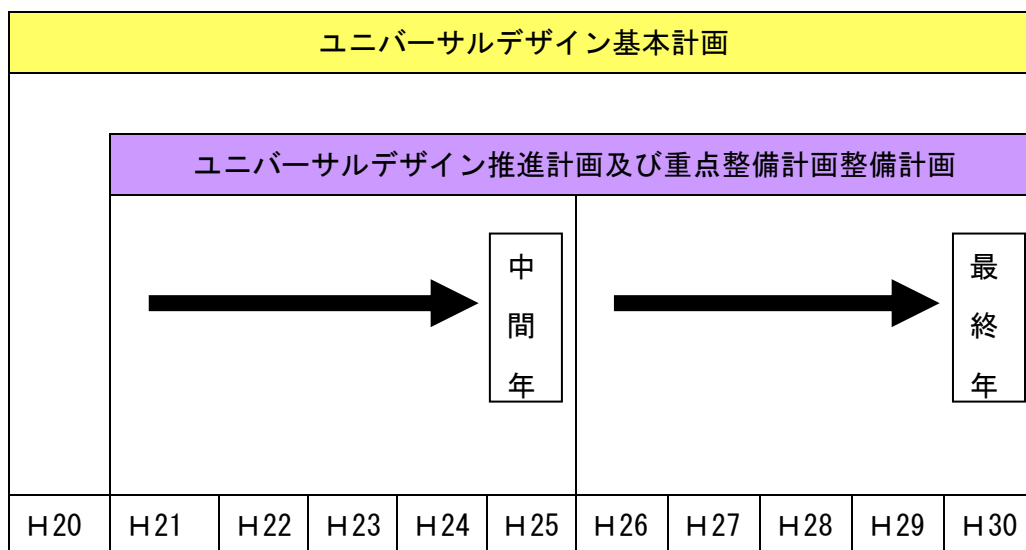 ユニバーサルデザイン基本計画
ユニバーサルデザイン推進計画及び重点整備計画整備計画
中間年
最終年
H20 H21 H22 H23 H24 H25 H26 H27 H28 H29 H30